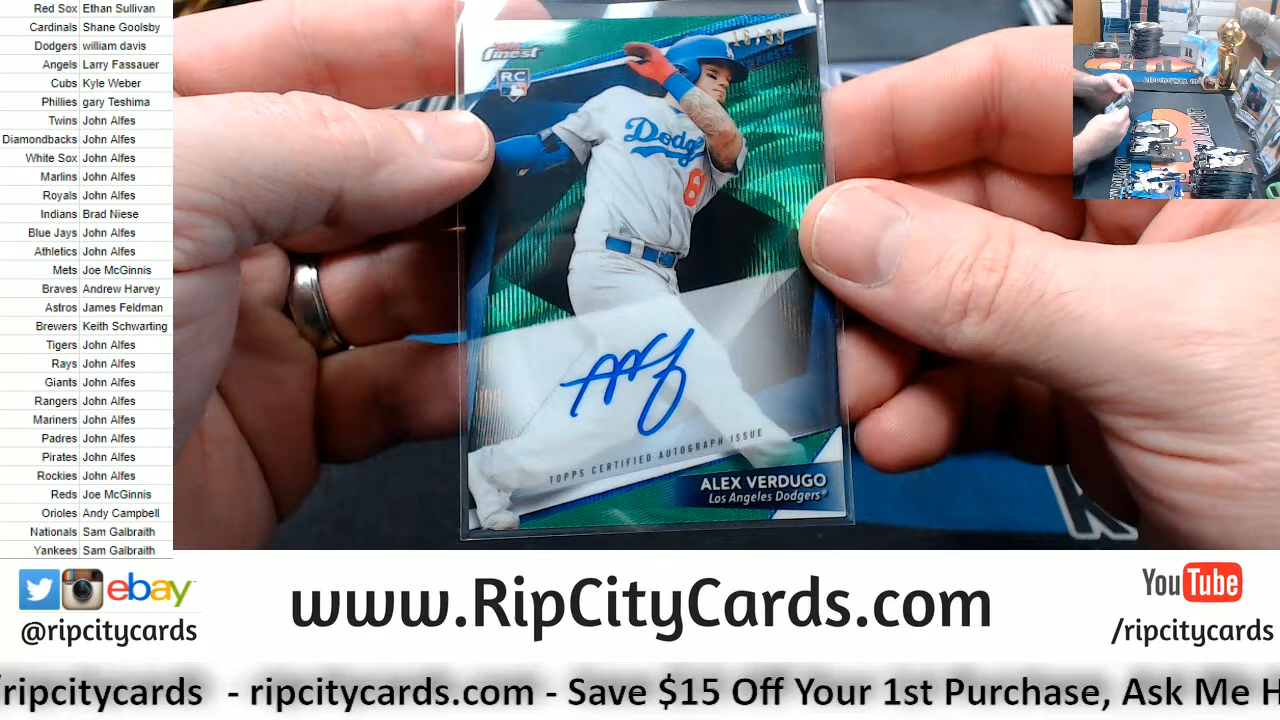 Red Sox Ethan Sullivan
Cardinals Shane Goolsby
Dodgers william davis
Angels Larry Fassauer
Cubs Kyle Weber
Phillies gary Teshima
Twins John Alfes
Diamondbacks John Alfes
White Sox John Alfes
Marlins John Alfes
Royals John Alfes
Indians Brad Niese
Blue Jays John Alfes
Athletics John Alfes
Mets Joe McGinnis
Braves Andrew Harvey
Astros James Feldman
Brewers Keith Schwarting
Tigers John Alfes
Rays John Alfes
Giants John Alfes
Rangers John Alfes
Mariners John Alfes
Padres John Alfes
Pirates John Alfes
Rockies John Alfes
Reds Joe McGinnis
Orioles Andy Campbell
Nationals Sam Galbraith
Yankees Sam Galbraith
finest
RC
FIRSTS
Dodg
6
TOPPS CERTIFIED AUTOGRAPH ISSUE
ALEX VERDUGO
Los Angeles Dodgers®
ebay
@ripcitycards
www.RipCityCards.com
YouTube
/ripcitycards
/ripcitycards - ripcitycards.com - Save $15 Off Your 1st Purchase, Ask Me H